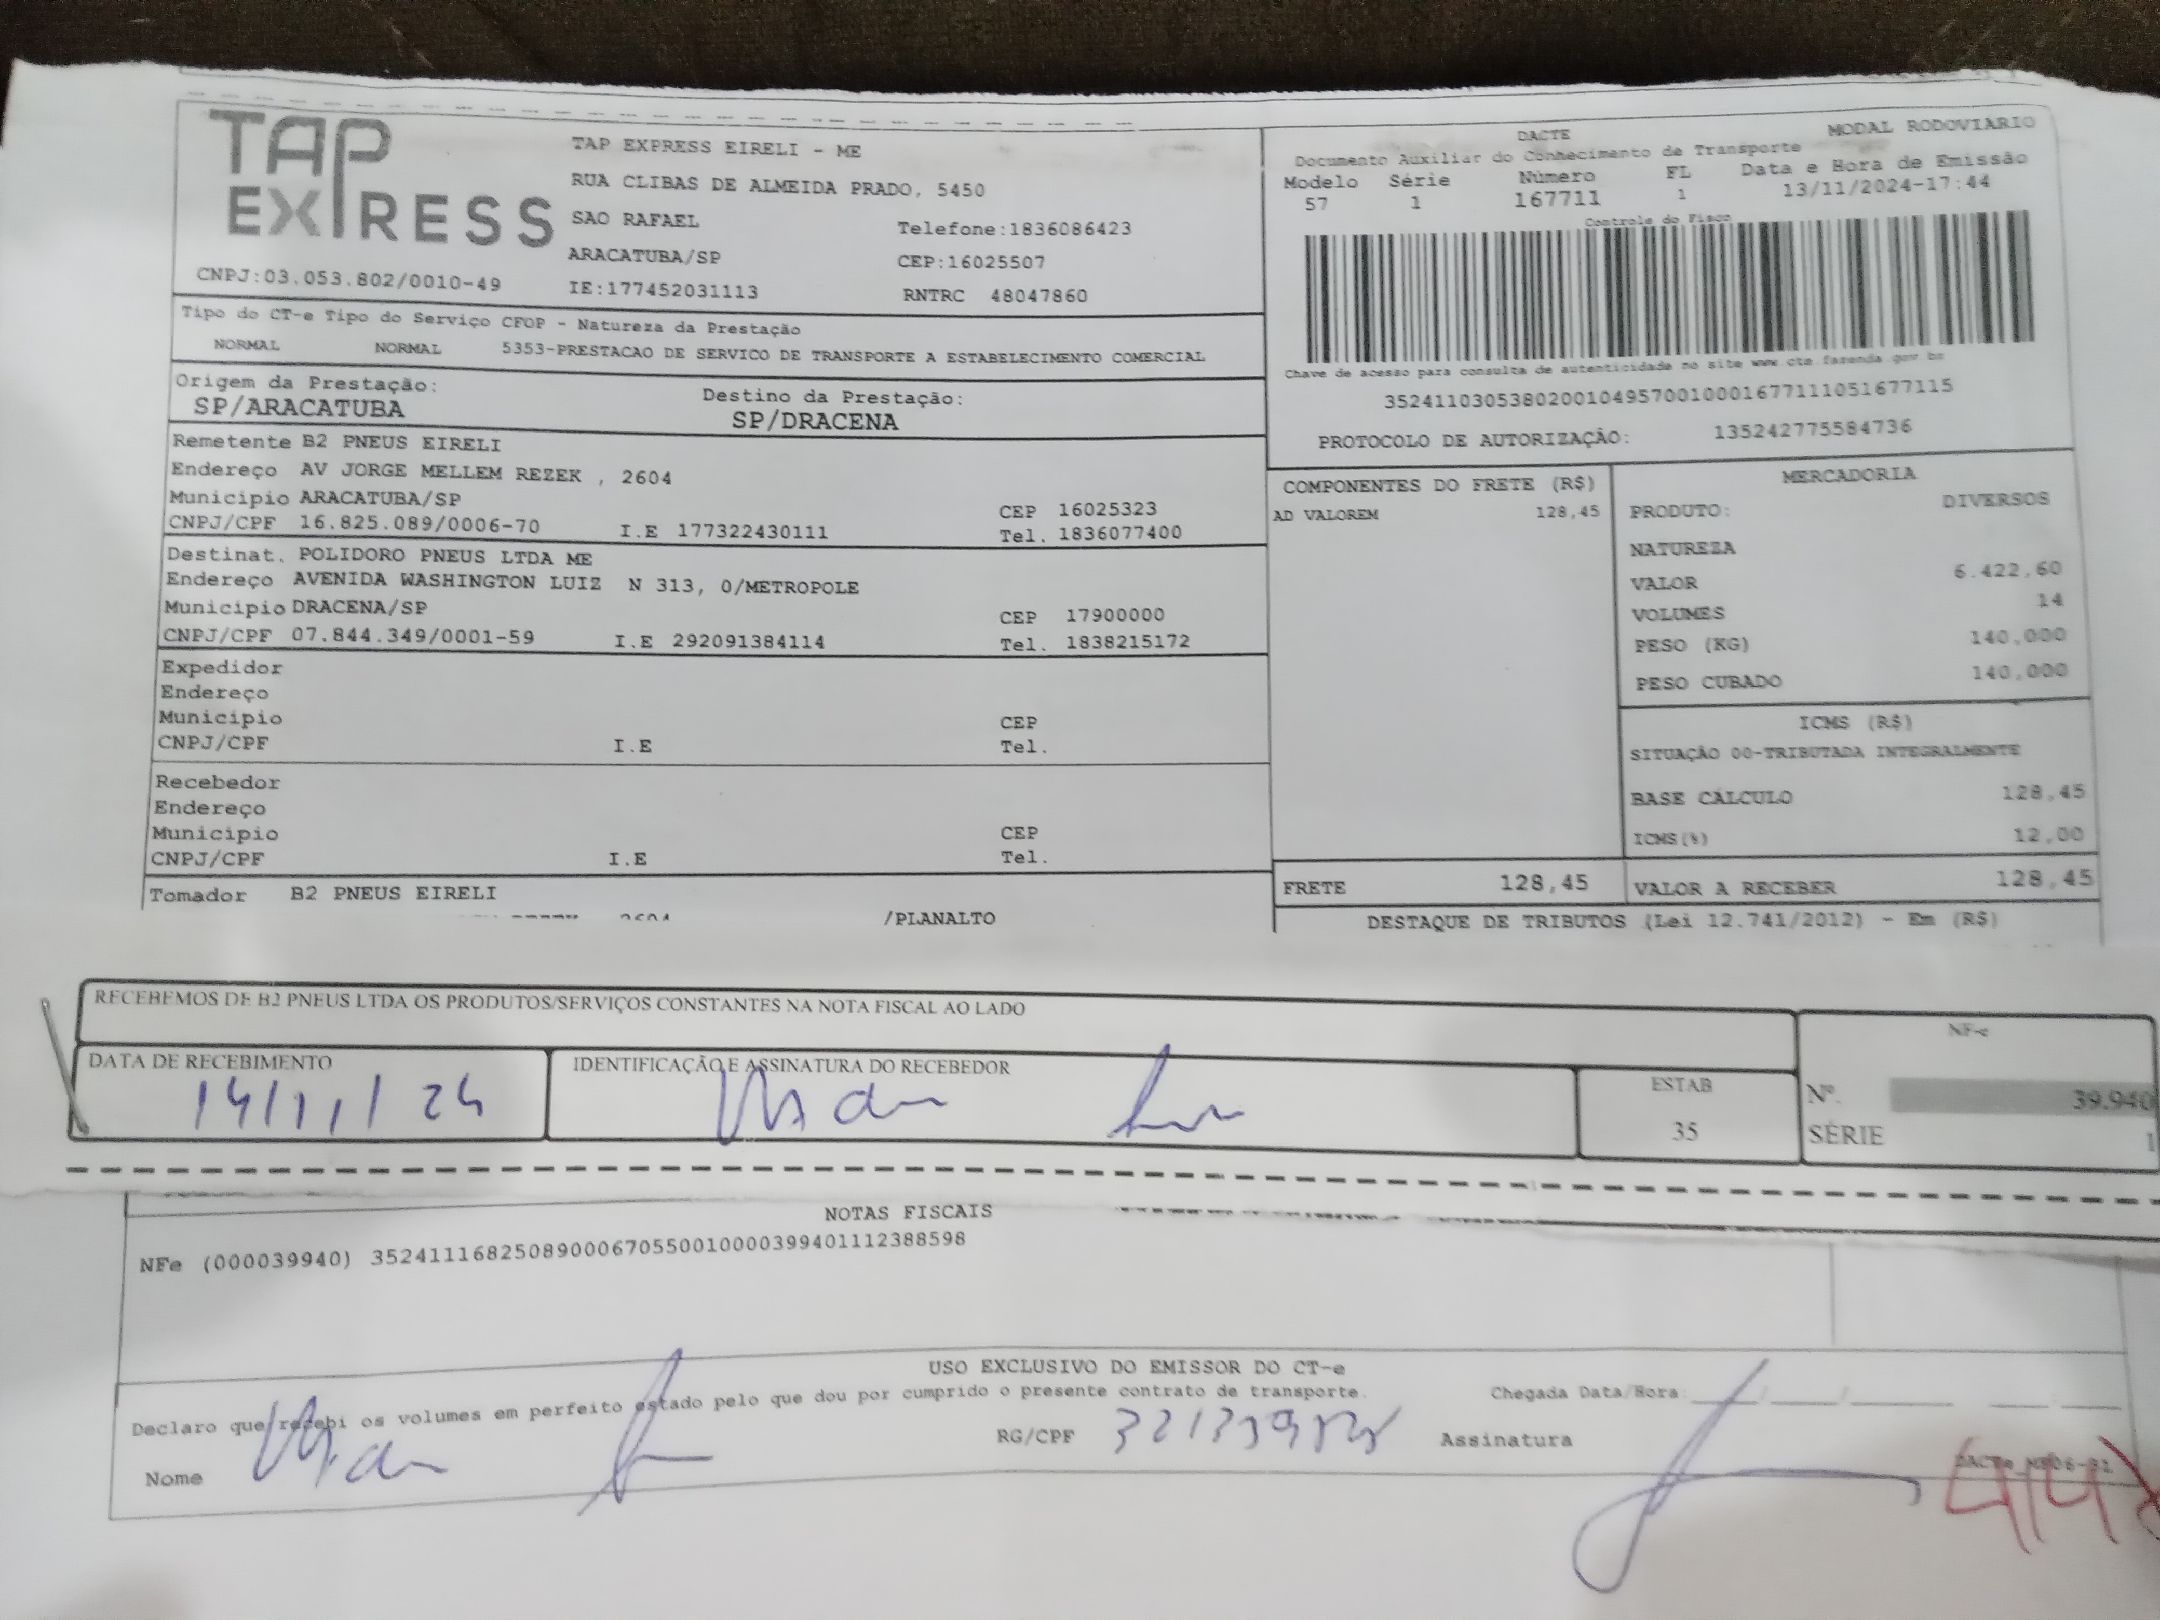 TAP EXPRESS
TAP EXPRESS EIRELI - ME
RUA CLIBAS DE ALMEIDA PRADO, 5450
SAO RAFAEL Telefone:1836086423
ARACATUBA/SP CEP:16025507
CNPJ:03.053.802/0010-49 IE:177452031113 RNTRC 48047860
DACTE MODAL RODOVIARIO
Documento Auxiliar do Conhecimento de Transporte
Modelo Série Número FL Data e Hora de Emissão
57 1 167711 1 13/11/2024-17:44
Controle do Fisco
Chave de acesso para consulta de autenticidade no site www.cte.fazenda.gov.br
35241103053802001049570010001677111051677115
PROTOCOLO DE AUTORIZAÇÃO: 135242775584736
Tipo do CT-e Tipo do Serviço CFOP - Natureza da Prestação
NORMAL NORMAL 5353-PRESTACAO DE SERVICO DE TRANSPORTE A ESTABELECIMENTO COMERCIAL
Origem da Prestação: Destino da Prestação:
SP/ARACATUBA SP/DRACENA
Remetente B2 PNEUS EIRELI
Endereço AV JORGE MELLEM REZEK , 2604
Município ARACATUBA/SP CEP 16025323
CNPJ/CPF 16.825.089/0006-70 I.E 177322430111 Tel. 1836077400
Destinat. POLIDORO PNEUS LTDA ME
Endereço AVENIDA WASHINGTON LUIZ N 313, 0/METROPOLE
Município DRACENA/SP CEP 17900000
CNPJ/CPF 07.844.349/0001-59 I.E 292091384114 Tel. 1838215172
Expedidor
Endereço
Município CEP
CNPJ/CPF I.E Tel.
Recebedor
Endereço
Município CEP
CNPJ/CPF I.E Tel.
Tomador B2 PNEUS EIRELI
/PLANALTO
COMPONENTES DO FRETE (R$)
AD VALOREM 128,45
FRETE 128,45
MERCADORIA
PRODUTO: DIVERSOS
NATUREZA
VALOR 6.422,60
VOLUMES 14
PESO (KG) 140,000
PESO CUBADO 140,000
ICMS (R$)
SITUAÇÃO 00-TRIBUTADA INTEGRALMENTE
BASE CÁLCULO 128,45
ICMS(%) 12,00
VALOR A RECEBER 128,45
DESTAQUE DE TRIBUTOS (Lei 12.741/2012) - Em (R$)
RECEBEMOS DE B2 PNEUS LTDA OS PRODUTOS/SERVIÇOS CONSTANTES NA NOTA FISCAL AO LADO
DATA DE RECEBIMENTO IDENTIFICAÇÃO E ASSINATURA DO RECEBEDOR
14/11/24
ESTAB
35
NF-e
Nº. 39.940
SÉRIE 1
NOTAS FISCAIS
NFe (000039940) 35241116825089000670550010000399401112388598
USO EXCLUSIVO DO EMISSOR DO CT-e
Declaro que recebi os volumes em perfeito estado pelo que dou por cumprido o presente contrato de transporte.
Chegada Data/Hora:
Nome RG/CPF Assinatura